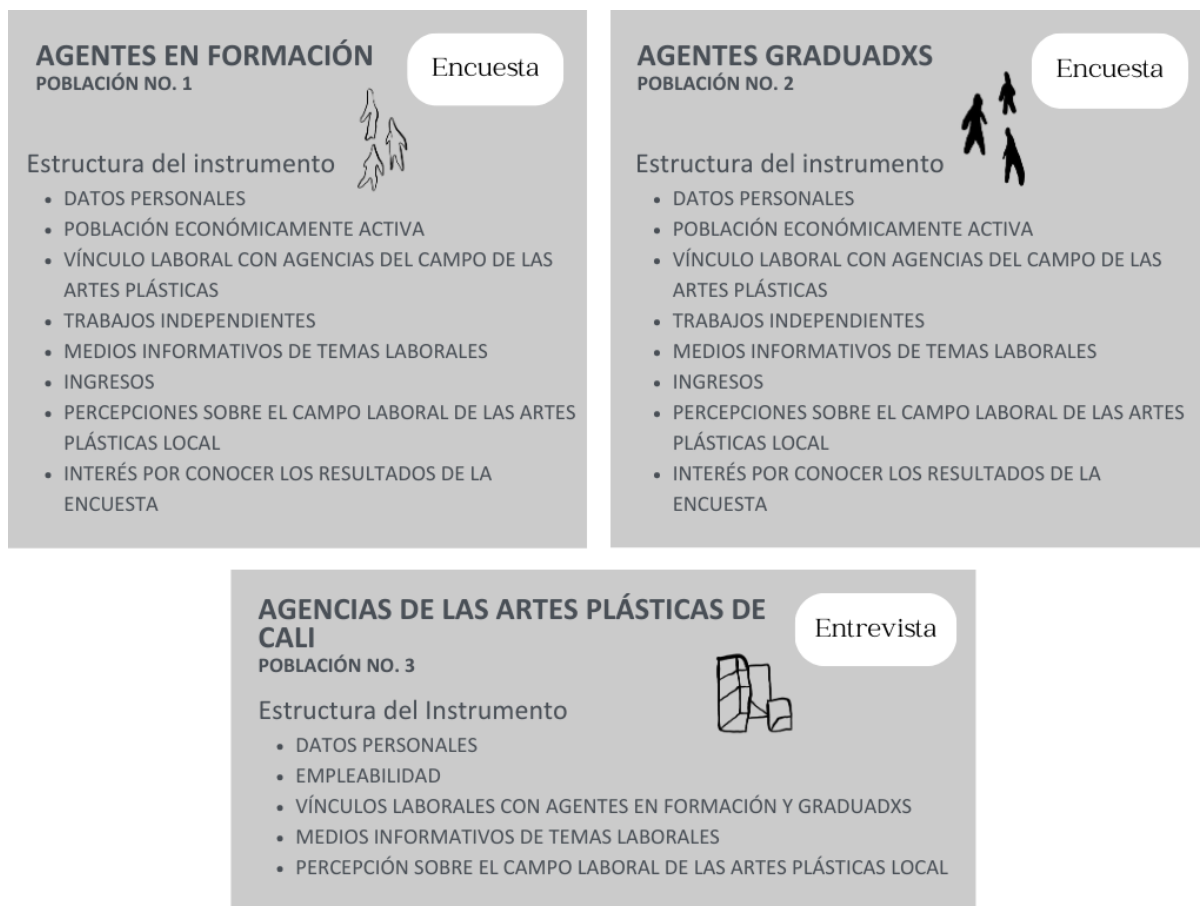 AGENTES EN FORMACIÓN
POBLACIÓN NO. 1
Encuesta
Estructura del instrumento
• DATOS PERSONALES
• POBLACIÓN ECONÓMICAMENTE ACTIVA
• VÍNCULO LABORAL CON AGENCIAS DEL CAMPO DE LAS
ARTES PLÁSTICAS
• TRABAJOS INDEPENDIENTES
• MEDIOS INFORMATIVOS DE TEMAS LABORALES
• INGRESOS
• PERCEPCIONES SOBRE EL CAMPO LABORAL DE LAS ARTES
PLÁSTICAS LOCAL
• INTERÉS POR CONOCER LOS RESULTADOS DE LA
ENCUESTA
AGENTES GRADUADXS
POBLACIÓN NO. 2
Encuesta
Estructura del instrumento
• DATOS PERSONALES
• POBLACIÓN ECONÓMICAMENTE ACTIVA
• VÍNCULO LABORAL CON AGENCIAS DEL CAMPO DE LAS
ARTES PLÁSTICAS
• TRABAJOS INDEPENDIENTES
• MEDIOS INFORMATIVOS DE TEMAS LABORALES
• INGRESOS
• PERCEPCIONES SOBRE EL CAMPO LABORAL DE LAS ARTES
PLÁSTICAS LOCAL
• INTERÉS POR CONOCER LOS RESULTADOS DE LA
ENCUESTA
AGENCIAS DE LAS ARTES PLÁSTICAS DE
CALI
POBLACIÓN NO. 3
Entrevista
Estructura del Instrumento
• DATOS PERSONALES
• EMPLEABILIDAD
• VÍNCULOS LABORALES CON AGENTES EN FORMACIÓN Y GRADUADXS
• MEDIOS INFORMATIVOS DE TEMAS LABORALES
• PERCEPCIÓN SOBRE EL CAMPO LABORAL DE LAS ARTES PLÁSTICAS LOCAL